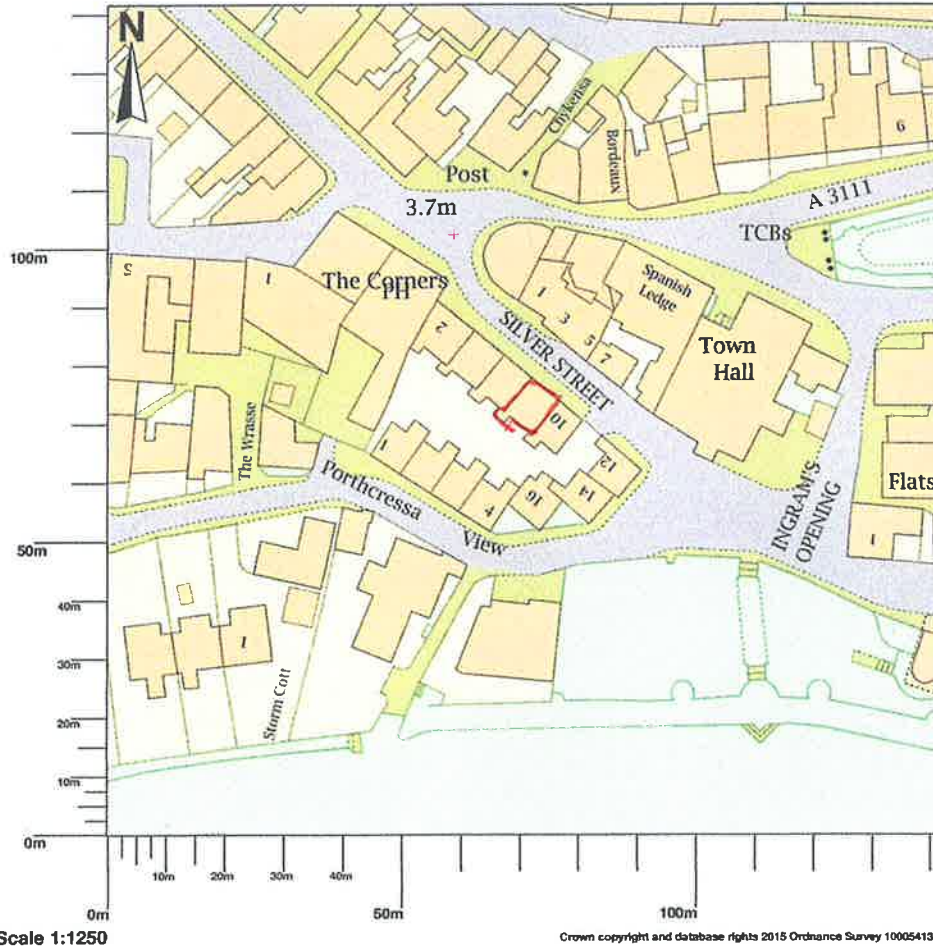 N
Chykensa
Bordeaux
9
Post
A 3111
3.7m
TCBs
100m
The Corners
PH
1
Spanish
Ledge
1
3
5
7
2
SILVER STREET
Town
Hall
10
The Wrasse
1
12
14
16
4
Porthcressa
View
INGRAM'S
OPENING
Flats
1
50m
40m
1
30m
Storm Cott
20m
10m
0m
10m
20m
30m
40m
0m
50m
100m
Scale 1:1250
Crown copyright and database rights 2015 Ordnance Survey 10005413